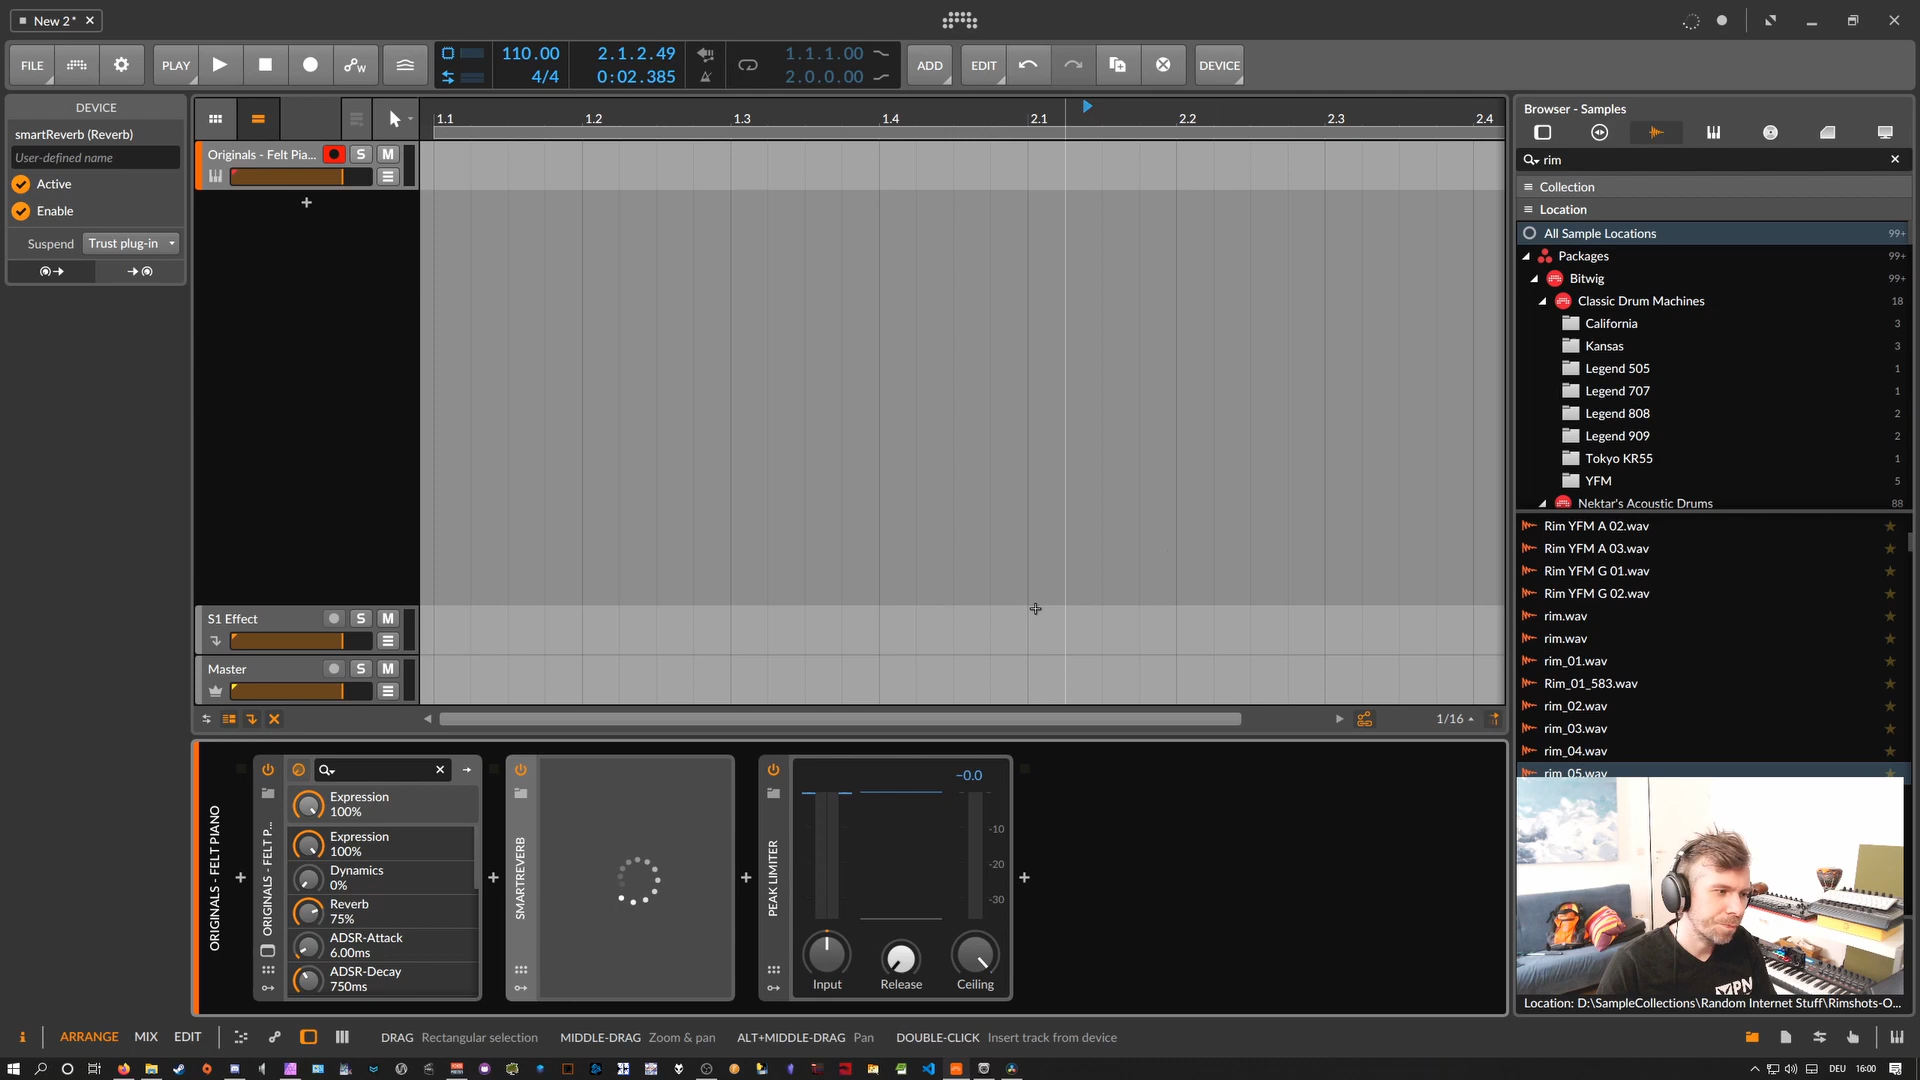 New 2*
FILE
PLAY
110.00
4/4
2.1.2.49
0:02.385
1.1.1.00
2.0.0.00
ADD
EDIT
DEVICE
DEVICE
smartReverb (Reverb)
User-defined name
Active
Enable
Suspend Trust plug-in
1.1 1.2 1.3 1.4 2.1 2.2 2.3 2.4
Originals - Felt Pia... S M
S1 Effect S M
Master S M
1/16
Browser - Samples
rim
Collection
Location
All Sample Locations 99+
Packages 99+
Bitwig 99+
Classic Drum Machines 18
California 3
Kansas 3
Legend 505 1
Legend 707 1
Legend 808 2
Legend 909 2
Tokyo KR55 1
YFM 5
Nektar's Acoustic Drums 88
Rim YFM A 02.wav
Rim YFM A 03.wav
Rim YFM G 01.wav
Rim YFM G 02.wav
rim.wav
rim.wav
rim_01.wav
Rim_01_583.wav
rim_02.wav
rim_03.wav
rim_04.wav
rim_05.wav
Location: D:\SampleCollections\Random Internet Stuff\Rimshots-O...
ORIGINALS - FELT PIANO
ORIGINALS - FELT P...
Expression
100%
Expression
100%
Dynamics
0%
Reverb
75%
ADSR-Attack
6.00ms
ADSR-Decay
750ms
SMARTREVERB
PEAK LIMITER
−0.0
-10
-20
-30
Input Release Ceiling
ARRANGE MIX EDIT
DRAG Rectangular selection MIDDLE-DRAG Zoom & pan ALT+MIDDLE-DRAG Pan DOUBLE-CLICK Insert track from device
DEU 16:00